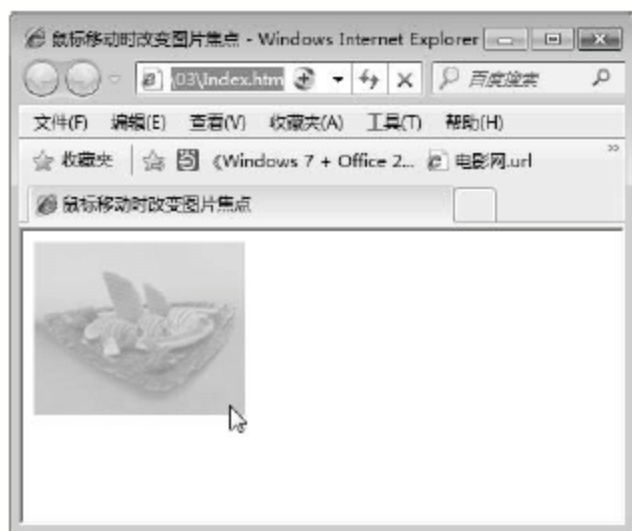 鼠标移动时改变图片焦点 - Windows Internet Explorer
\03\Index.htm 百度搜索
文件(F) 编辑(E) 查看(V) 收藏夹(A) 工具(T) 帮助(H)
收藏夹 《Windows 7 + Office 2... 电影网.url »
鼠标移动时改变图片焦点